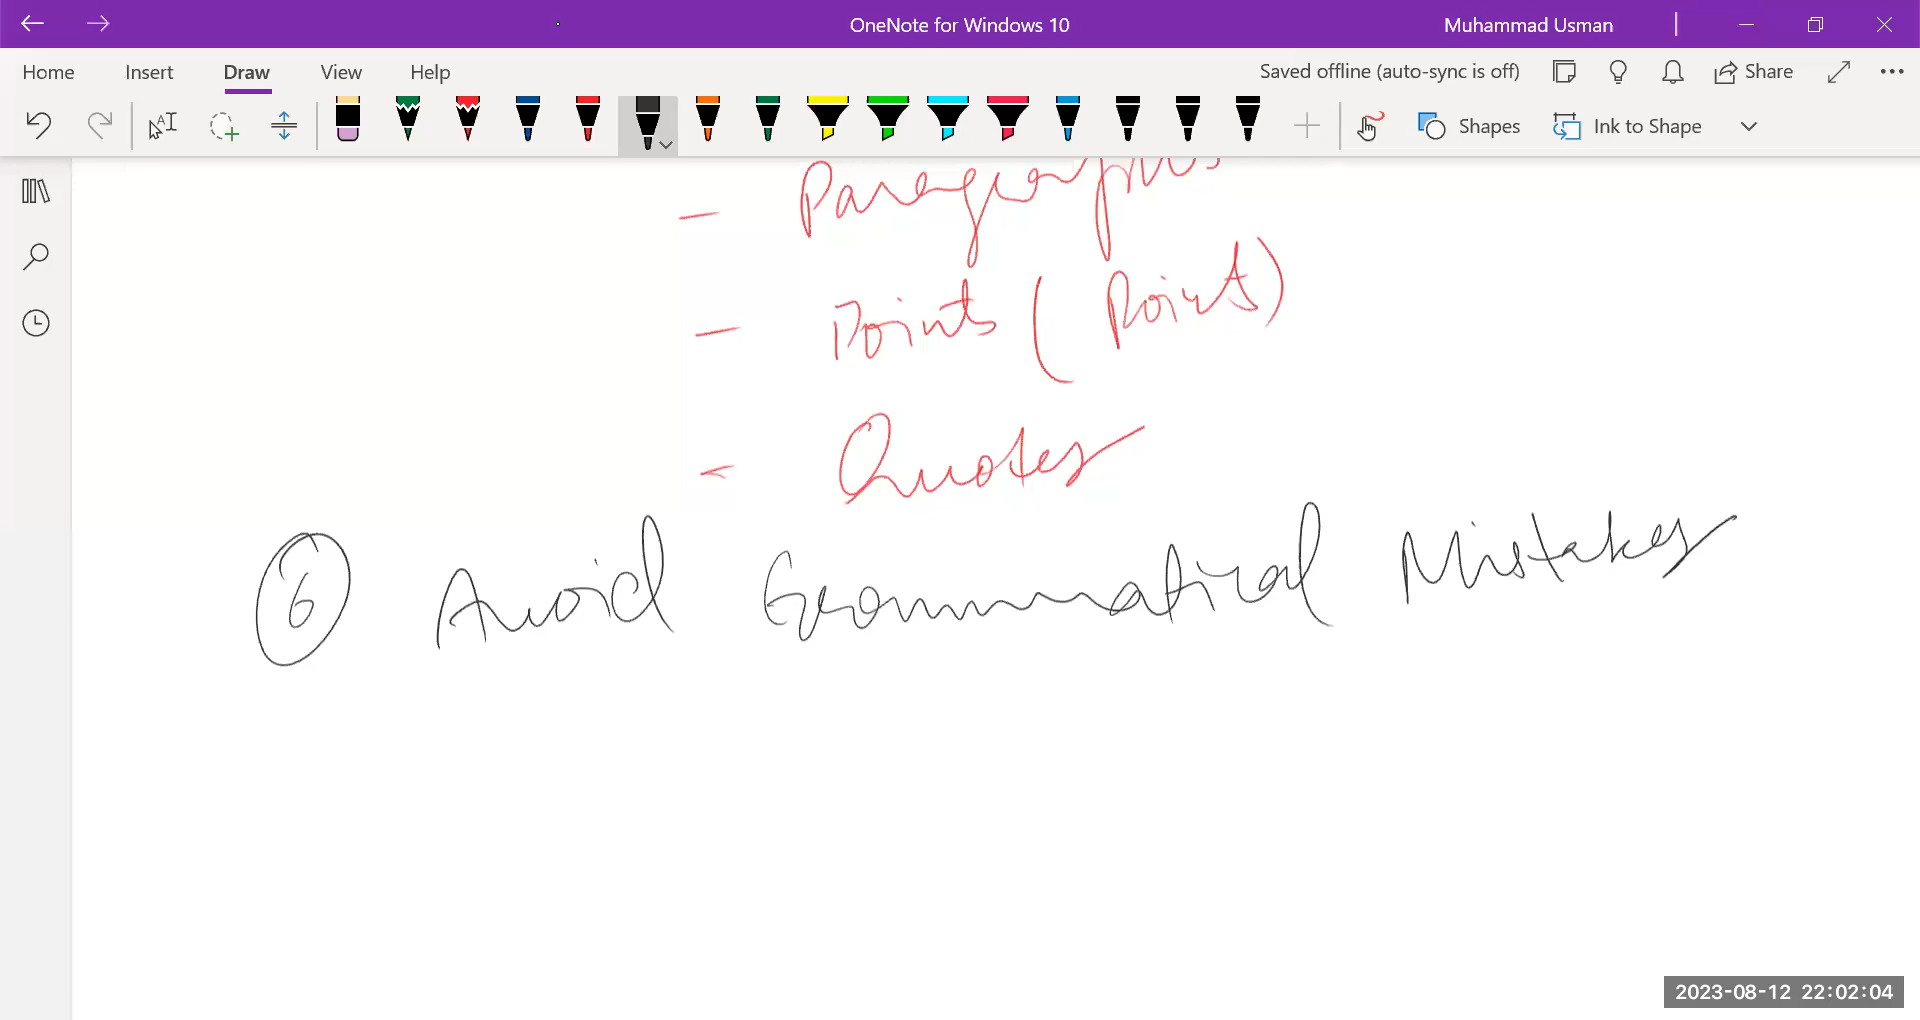 OneNote for Windows 10
Muhammad Usman
Home Insert Draw View Help
Saved offline (auto-sync is off)
Share
Shapes
Ink to Shape
- Paragraphs
- Points (Point)
- Quotes
6 Avoid Grammatical Mistakes
2023-08-12 22:02:04